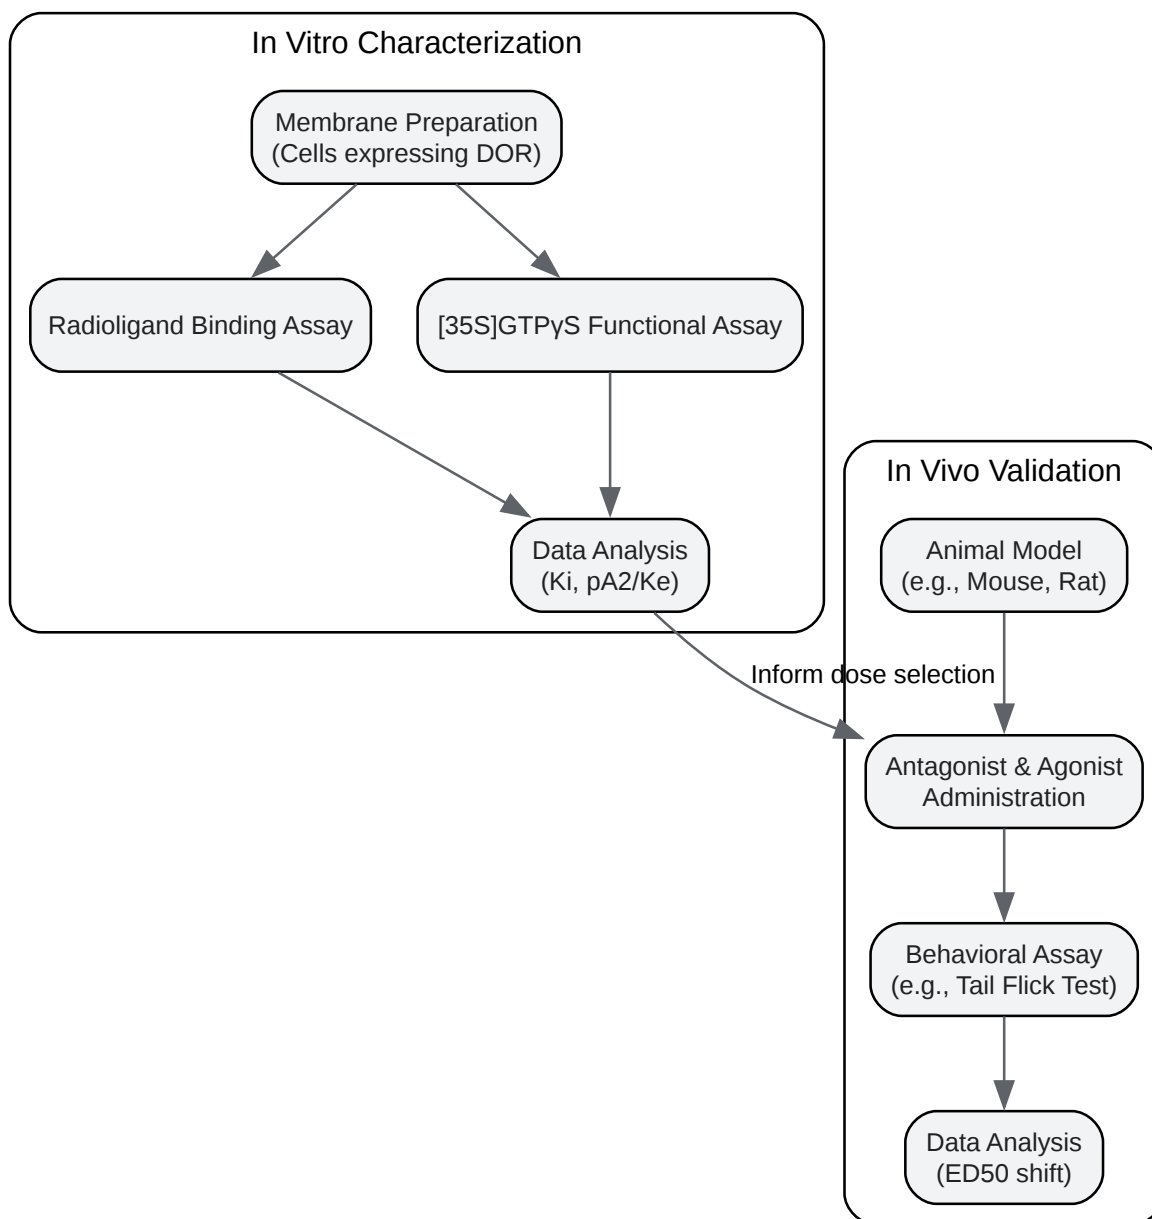 In Vitro Characterization
Membrane Preparation
(Cells expressing DOR)
Radioligand Binding Assay
[35S]GTPγS Functional Assay
Data Analysis
(Ki, pA2/Ke)
Inform dose selection
In Vivo Validation
Animal Model
(e.g., Mouse, Rat)
Antagonist & Agonist
Administration
Behavioral Assay
(e.g., Tail Flick Test)
Data Analysis
(ED50 shift)